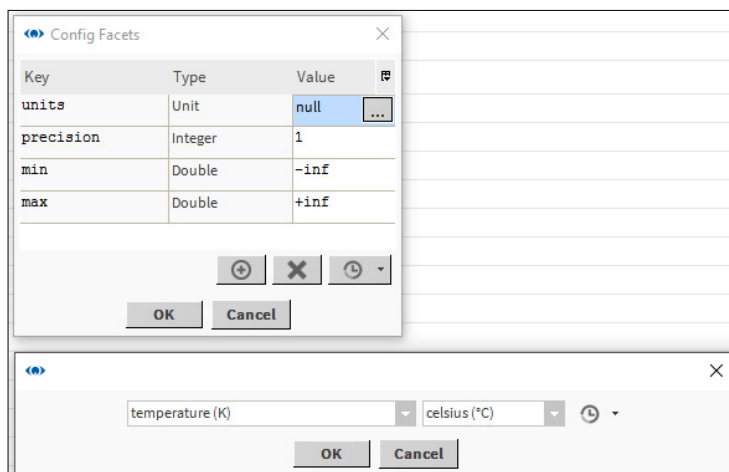 Config Facets
Key Type Value
units Unit null ...
precision Integer 1
min Double -inf
max Double +inf
OK Cancel
temperature (K) celsius (°C)
OK Cancel